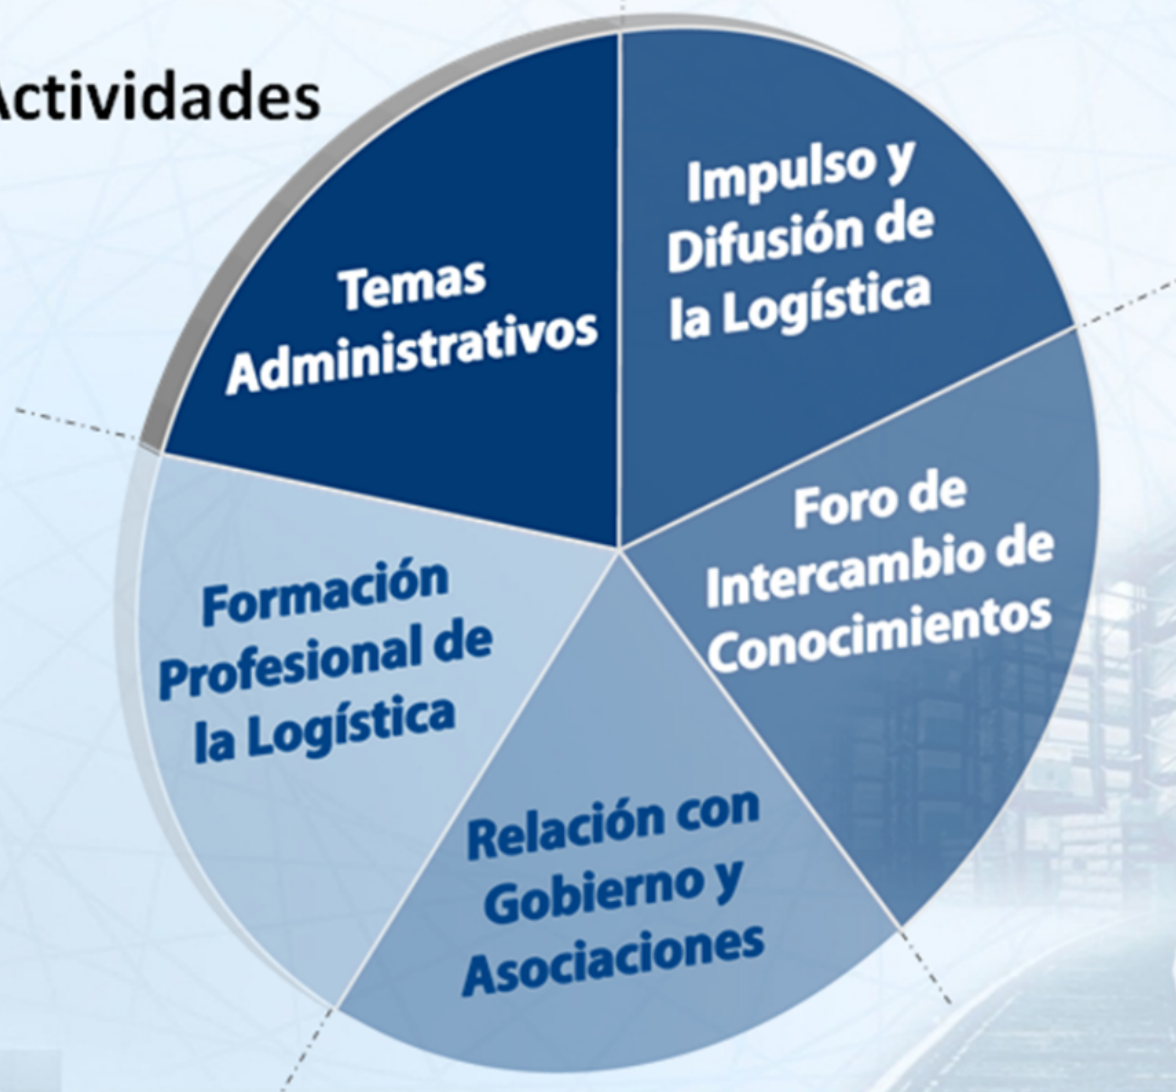 Actividades
Impulso y
Difusión de
la Logística
Temas
Administrativos
Foro de
Intercambio de
Conocimientos
Formación
Profesional de
la Logística
Relación con
Gobierno y
Asociaciones